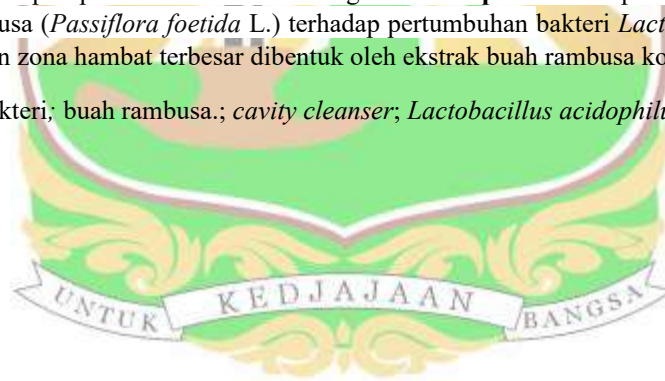 usa (Passiflora foetida L.) terhadap pertumbuhan bakteri Lact
n zona hambat terbesar dibentuk oleh ekstrak buah rambusa ko
kteri; buah rambusa.; cavity cleanser; Lactobacillus acidophilu
UNTUK KEDJAJAAN BANGSA